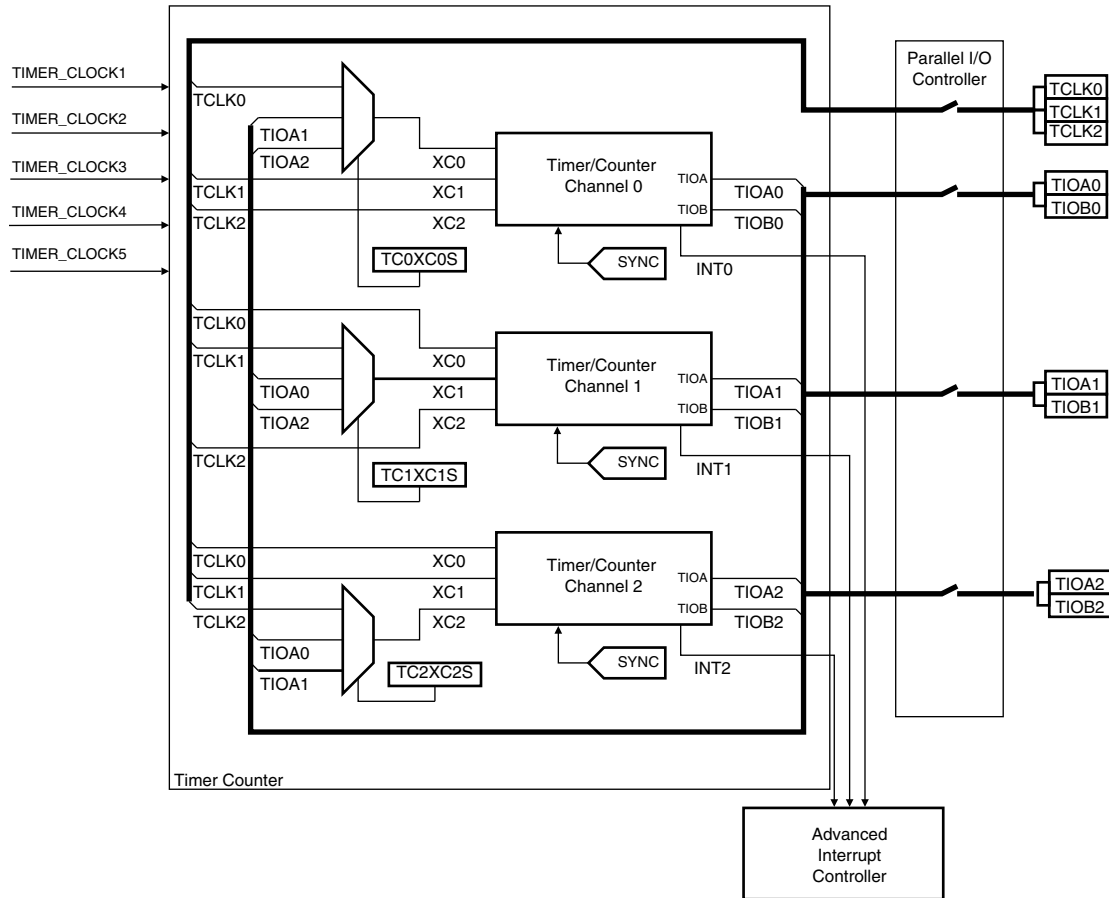 TIMER_CLOCK1
TIMER_CLOCK2
TIMER_CLOCK3
TIMER_CLOCK4
TIMER_CLOCK5
TCLK0
TIOA1
TIOA2
TCLK1
TCLK2
XC0
XC1
XC2
TC0XC0S
Timer/Counter
Channel 0
TIOA
TIOB
TIOA0
TIOB0
SYNC
INT0
TCLK0
TCLK1
TIOA0
TIOA2
TCLK2
XC0
XC1
XC2
TC1XC1S
Timer/Counter
Channel 1
TIOA
TIOB
TIOA1
TIOB1
SYNC
INT1
TCLK0
TCLK1
TCLK2
TIOA0
TIOA1
XC0
XC1
XC2
TC2XC2S
Timer/Counter
Channel 2
TIOA
TIOB
TIOA2
TIOB2
SYNC
INT2
Timer Counter
Parallel I/O
Controller
TCLK0
TCLK1
TCLK2
TIOA0
TIOB0
TIOA1
TIOB1
TIOA2
TIOB2
Advanced
Interrupt
Controller